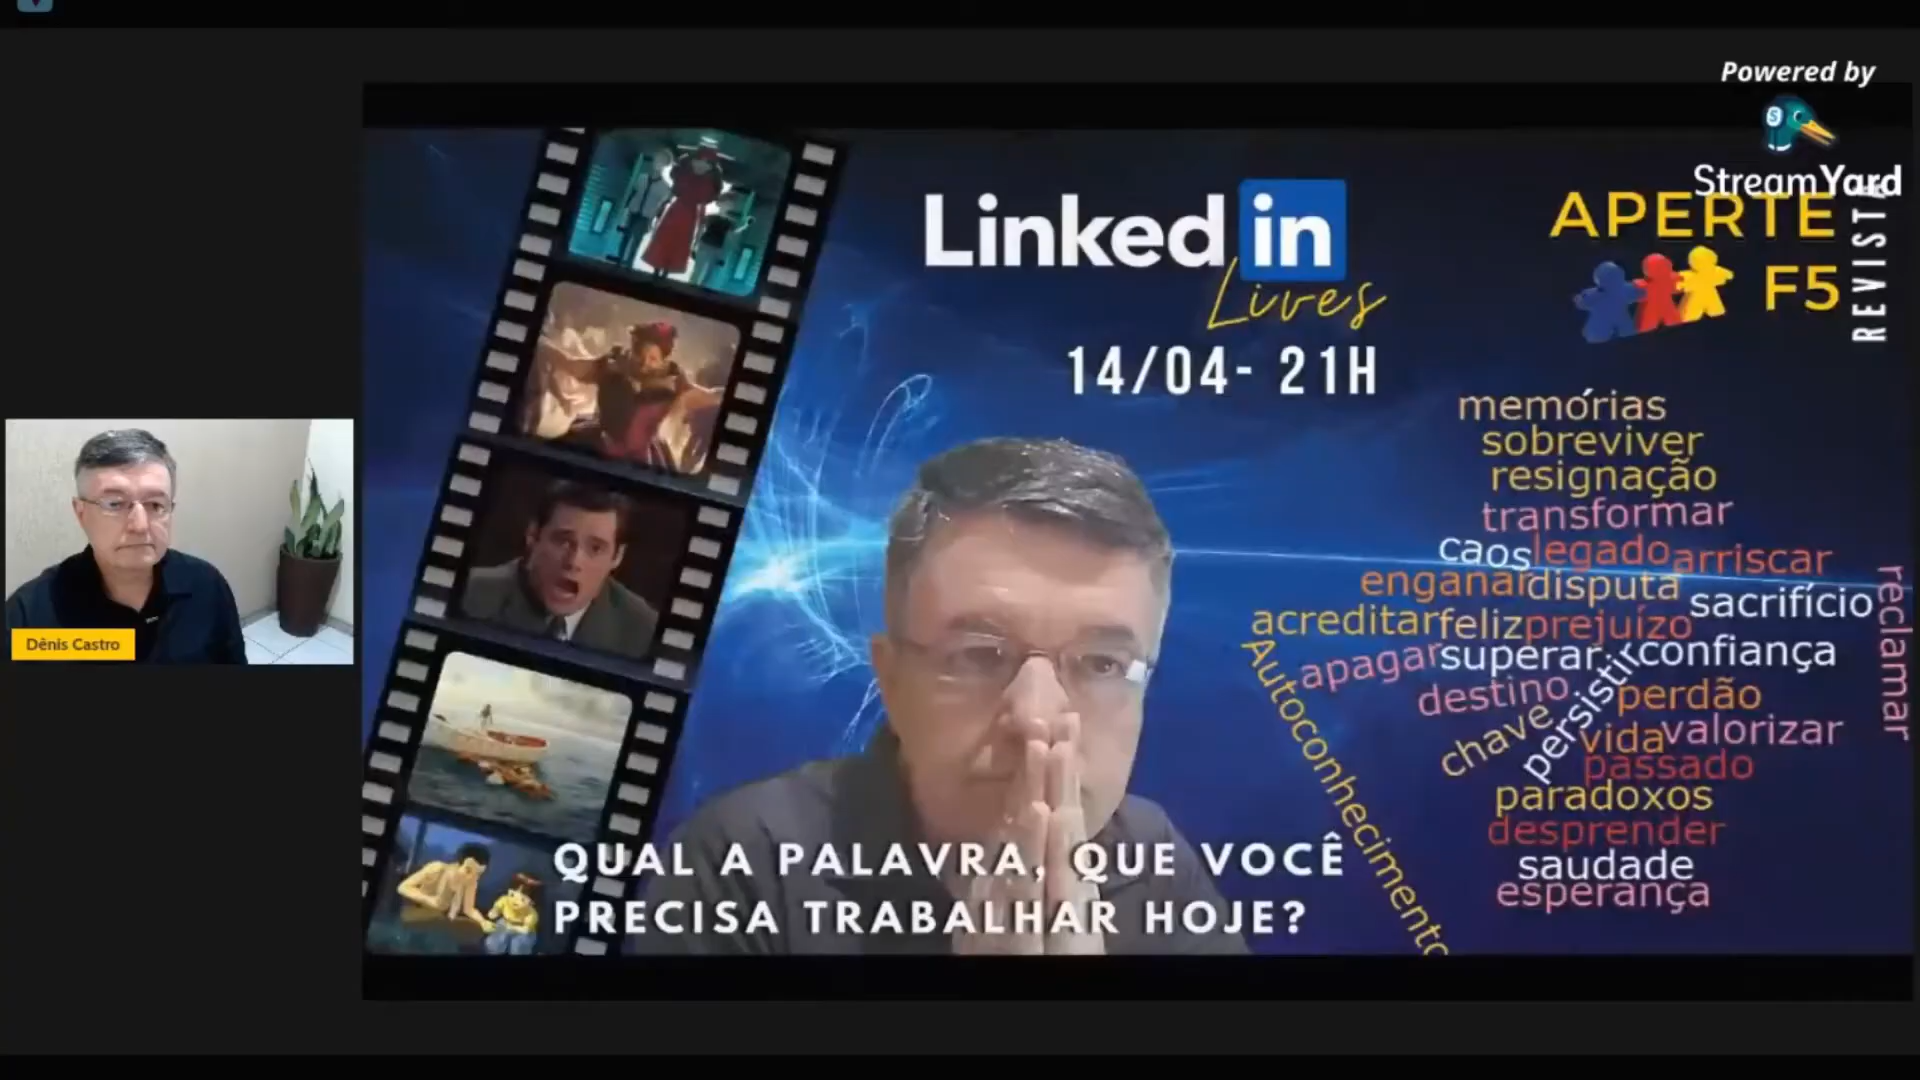 Powered by
StreamYard
Linked in
Lives
14/04- 21H
APERTE
F5
REVISTA
memórias
sobreviver
resignação
transformar
caos legado arriscar
enganar disputa
sacrifício
reclamar
acreditar feliz prejuízo
apagar superar confiança
Autoconhecimento
destino persistir perdão
chave vida valorizar
passado
paradoxos
desprender
saudade
esperança
QUAL A PALAVRA, QUE VOCÊ
PRECISA TRABALHAR HOJE?
Dênis Castro